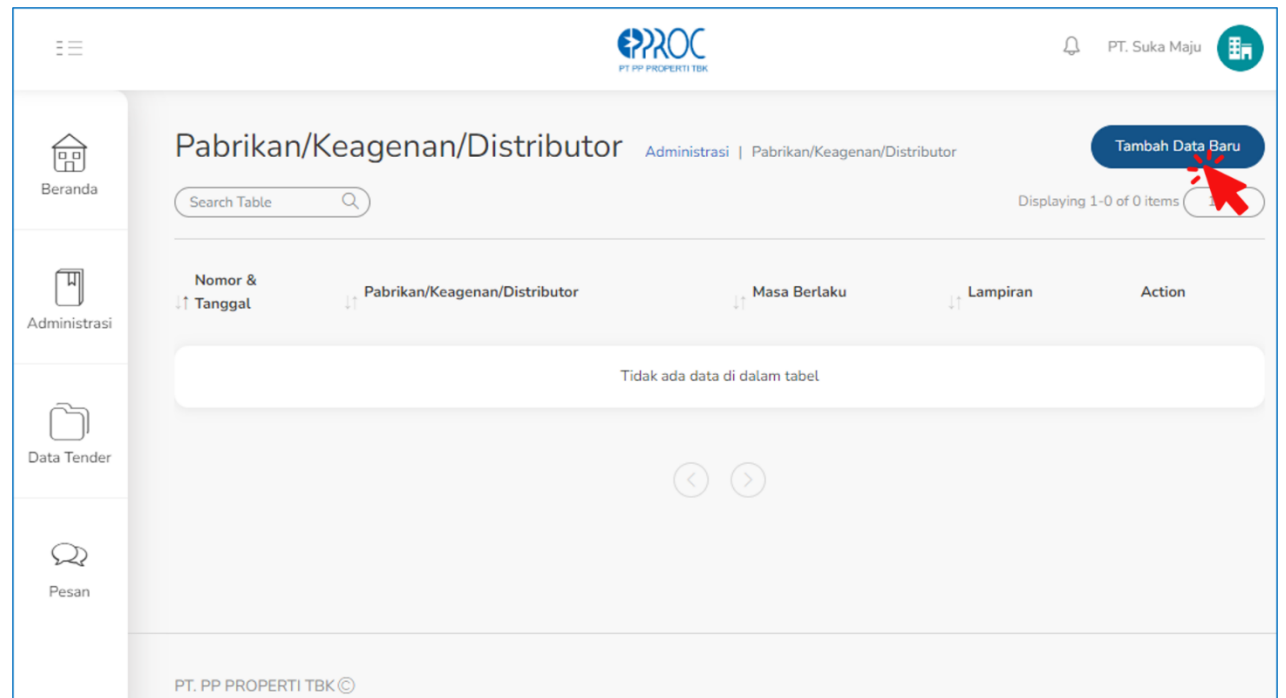 EPROC
PT PP PROPERTI TBK
PT. Suka Maju
Beranda
Administrasi
Data Tender
Pesan
Pabrikan/Keagenan/Distributor
Administrasi | Pabrikan/Keagenan/Distributor
Tambah Data Baru
Search Table
Displaying 1-0 of 0 items
Nomor &
Tanggal
Pabrikan/Keagenan/Distributor
Masa Berlaku
Lampiran
Action
Tidak ada data di dalam tabel
PT. PP PROPERTI TBK ©